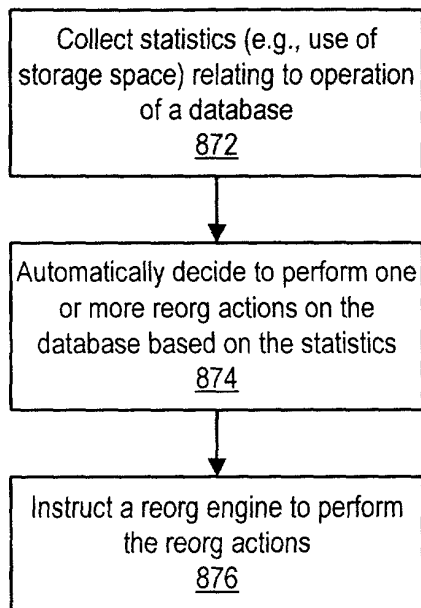 Collect statistics (e.g., use of
storage space) relating to operation
of a database
872
Automatically decide to perform one
or more reorg actions on the
database based on the statistics
874
Instruct a reorg engine to perform
the reorg actions
876